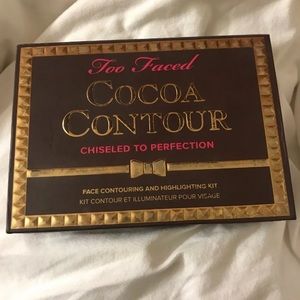 Too Faced
COCOA
CONTOUR
CHISELED TO PERFECTION
FACE CONTOURING AND HIGHLIGHTING KIT
KIT CONTOUR ET ILLUMINATEUR POUR VISAGE